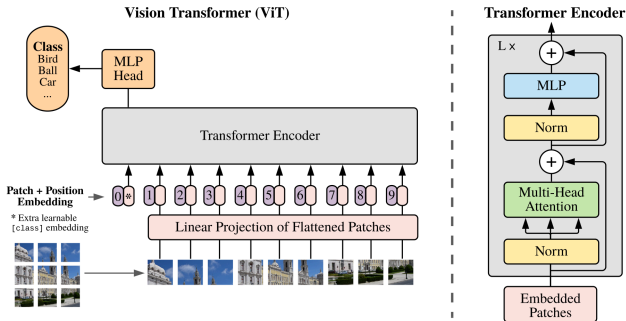 Vision Transformer (ViT)
Class
Bird
Ball
Car
...
MLP
Head
Transformer Encoder
Patch + Position
Embedding
0 * 1 2 3 4 5 6 7 8 9
* Extra learnable
[class] embedding
Linear Projection of Flattened Patches
Transformer Encoder
L x
+
MLP
Norm
+
Multi-Head
Attention
Norm
Embedded
Patches